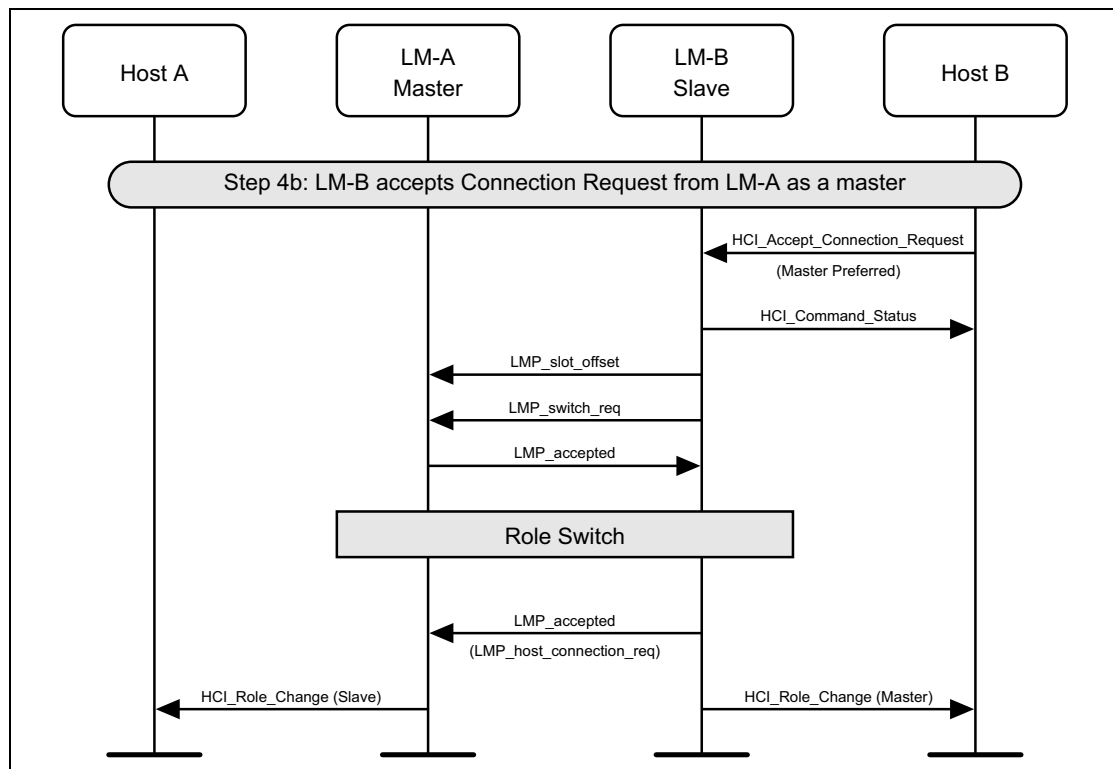 Host A
LM-A
Master
LM-B
Slave
Host B
Step 4b: LM-B accepts Connection Request from LM-A as a master
HCI_Accept_Connection_Request
(Master Preferred)
HCI_Command_Status
LMP_slot_offset
LMP_switch_req
LMP_accepted
Role Switch
LMP_accepted
(LMP_host_connection_req)
HCI_Role_Change (Slave)
HCI_Role_Change (Master)